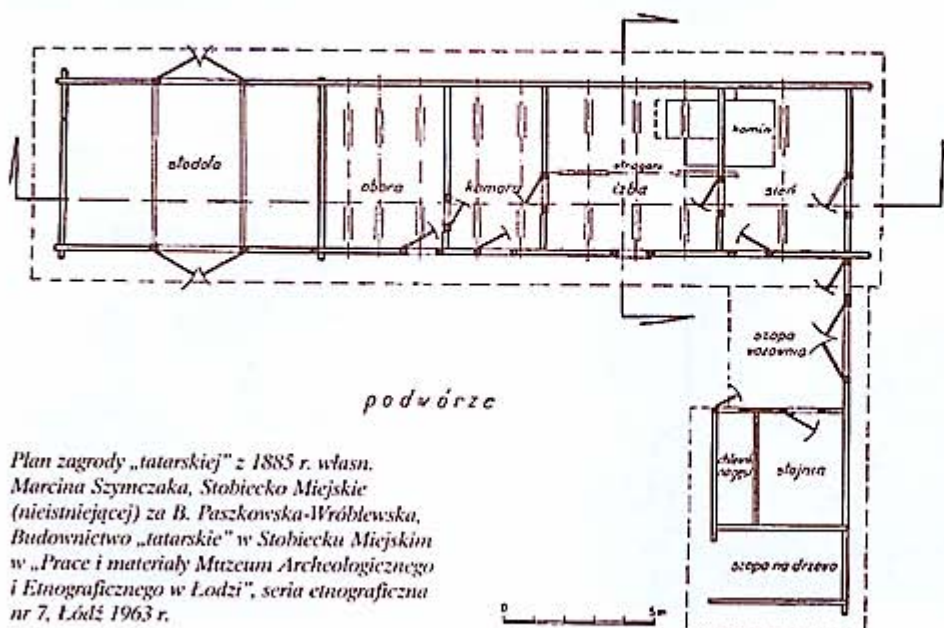 stodoła
obora
komora
stragarz
izba
komin
sień
szopa
wozownia
podwórze
chlewik
stajnia
szopa na drzewo
Plan zagrody „tatarskiej” z 1885 r. własn.
Marcina Szymczaka, Stobiecko Miejskie
(nieistniejącej) za B. Paszkowska-Wróblewska,
Budownictwo „tatarskie” w Stobiecku Miejskim
w „Prace i materiały Muzeum Archeologicznego
i Etnograficznego w Łodzi”, seria etnograficzna
nr 7, Łódź 1963 r.
0 5m